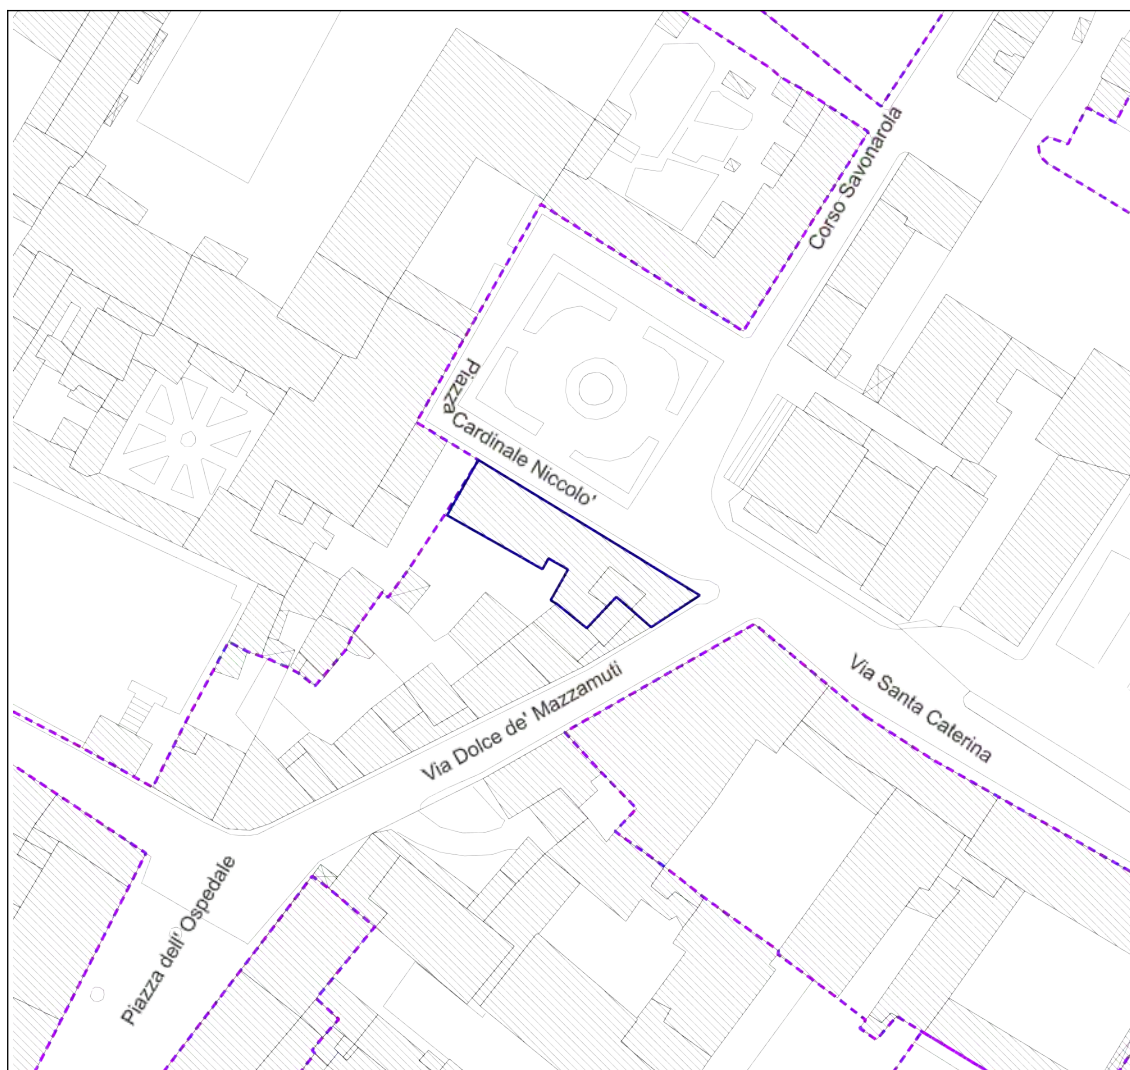 Corso Savonarola
Piazza
Cardinale Niccolo'
Via Dolce de' Mazzamuti
Via Santa Caterina
Piazza dell' Ospedale